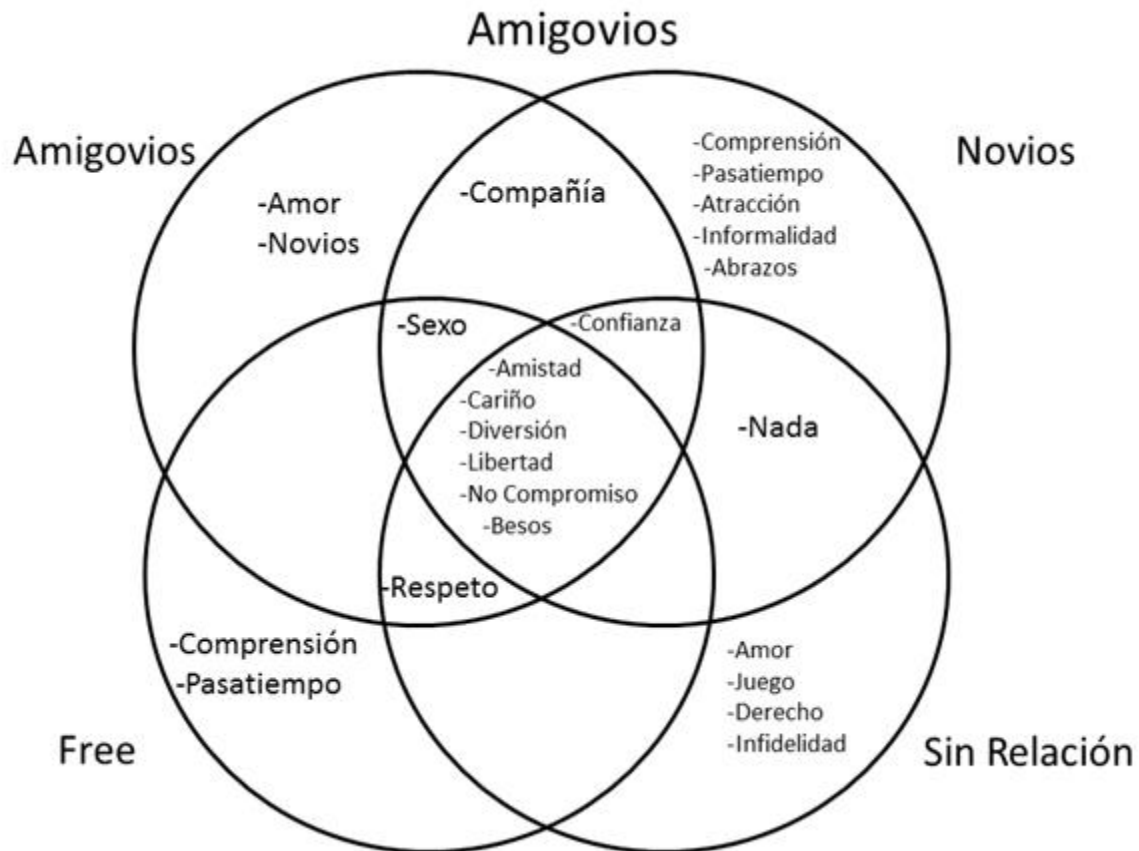 Amigovios
Amigovios
Novios
-Amor
-Novios
-Compañía
-Comprensión
-Pasatiempo
-Atracción
-Informalidad
-Abrazos
-Sexo
-Confianza
-Amistad
-Cariño
-Diversión
-Libertad
-No Compromiso
-Besos
-Nada
-Respeto
-Comprensión
-Pasatiempo
-Amor
-Juego
-Derecho
-Infidelidad
Free
Sin Relación